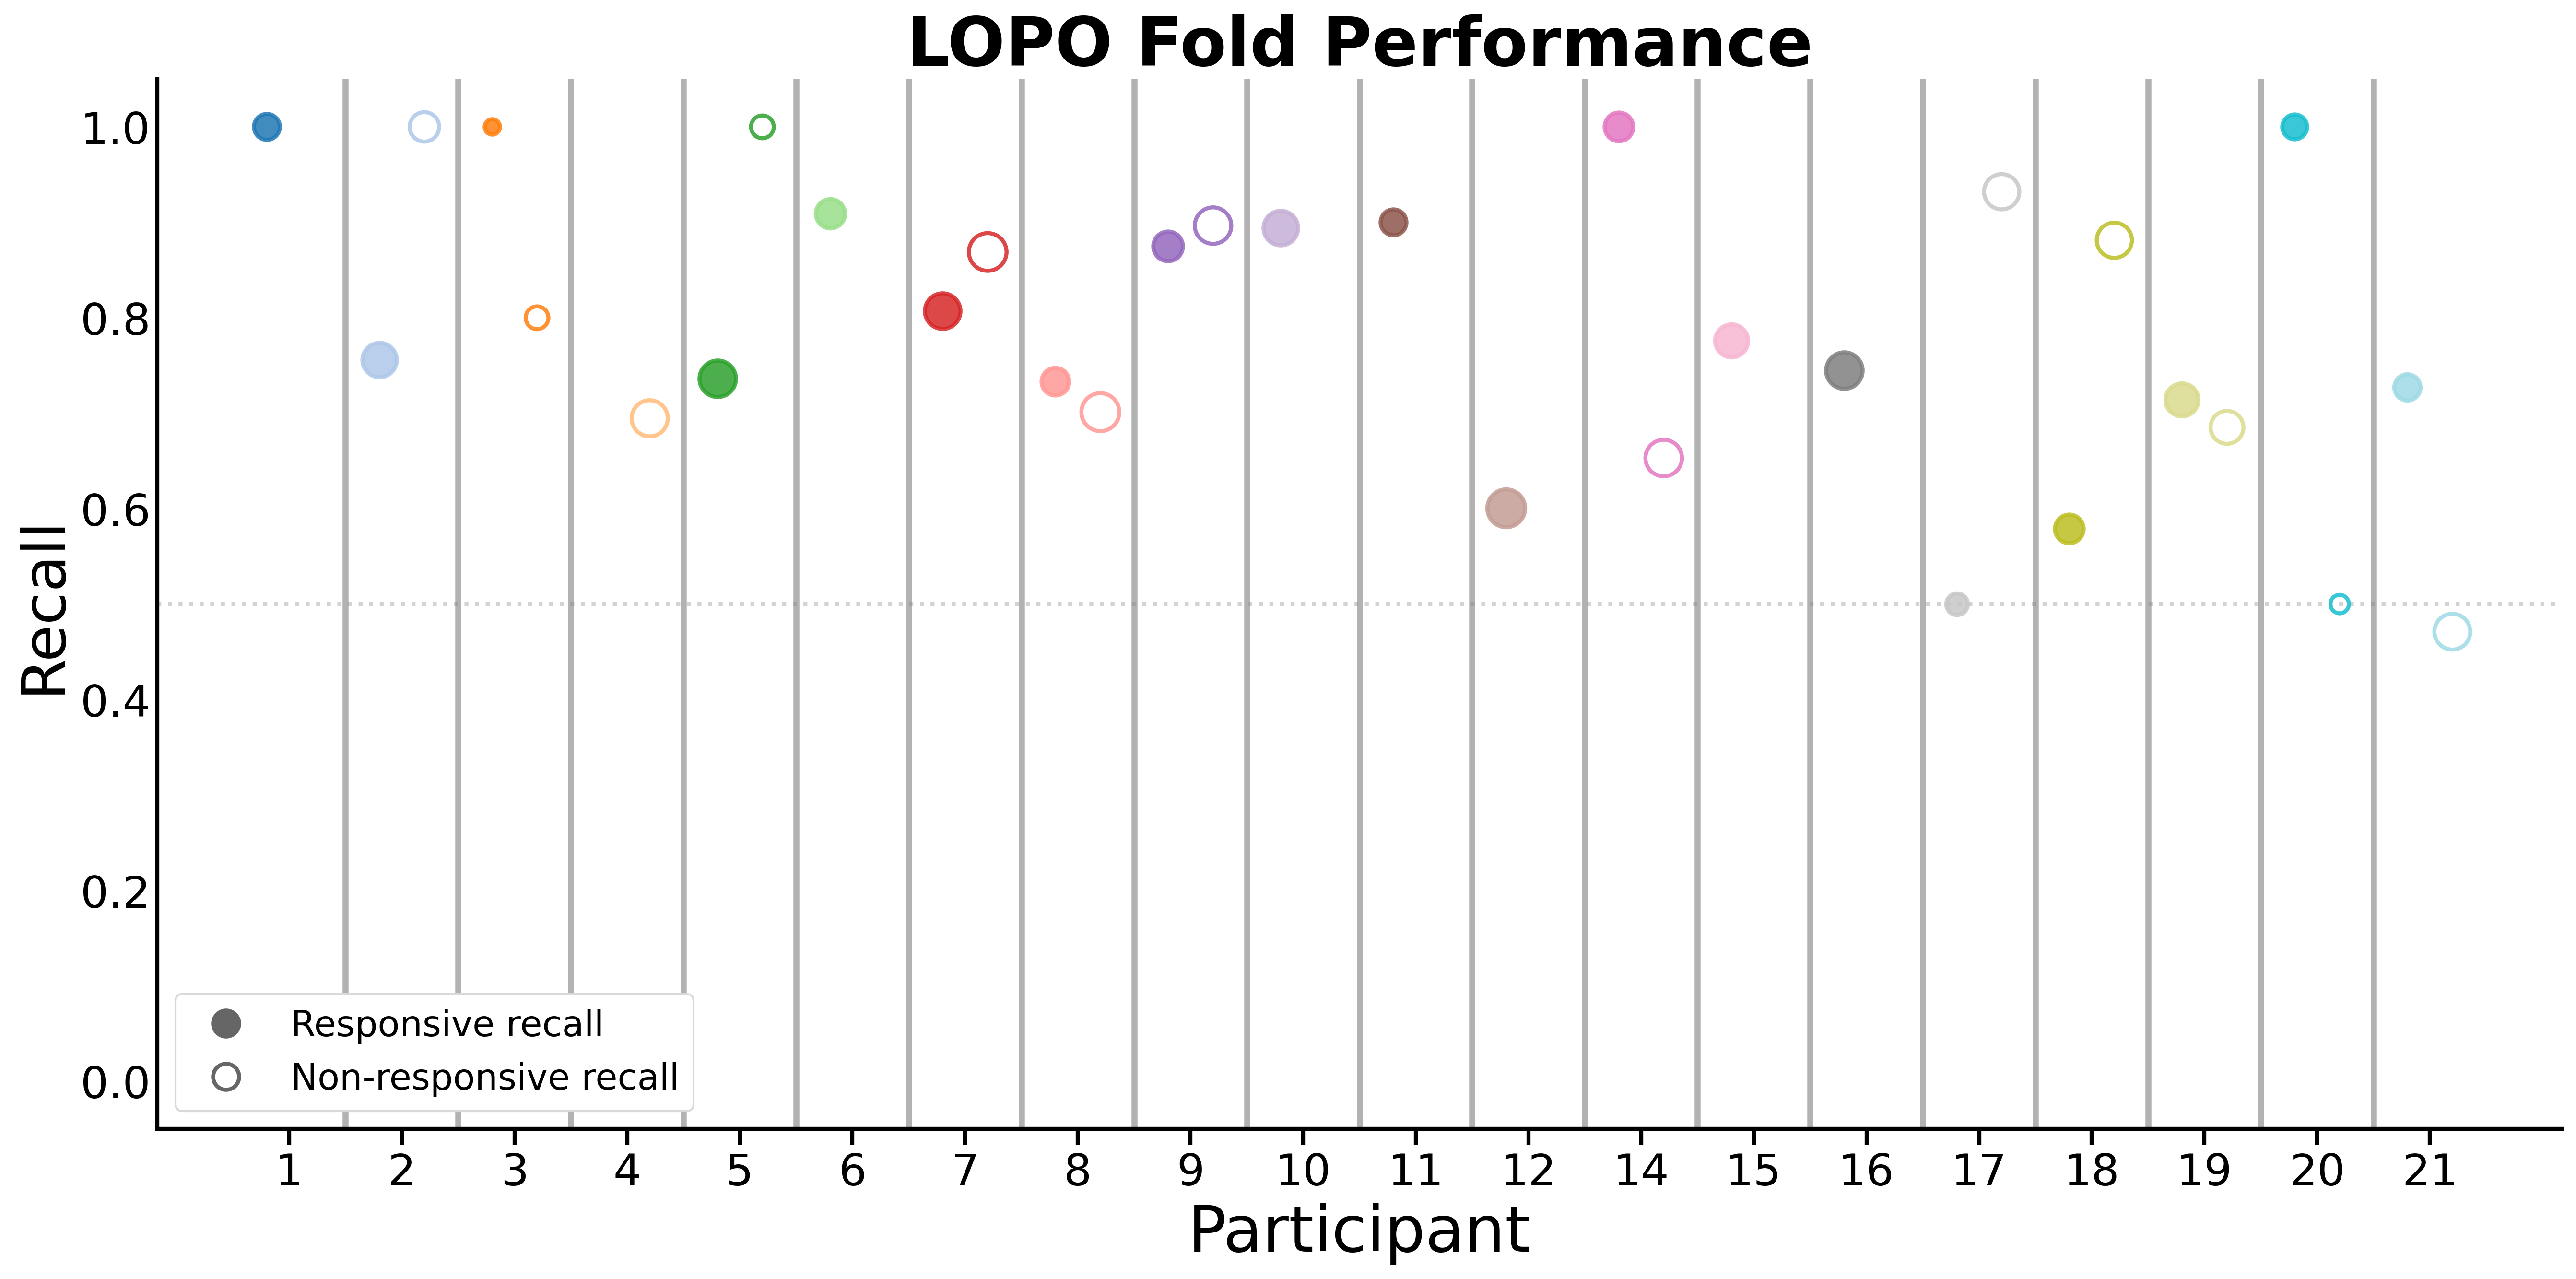 LOPO Fold Performance
1.0
0.8
0.6
0.4
0.2
0.0
Recall
Responsive recall
Non-responsive recall
1 2 3 4 5 6 7 8 9 10 11 12 14 15 16 17 18 19 20 21
Participant